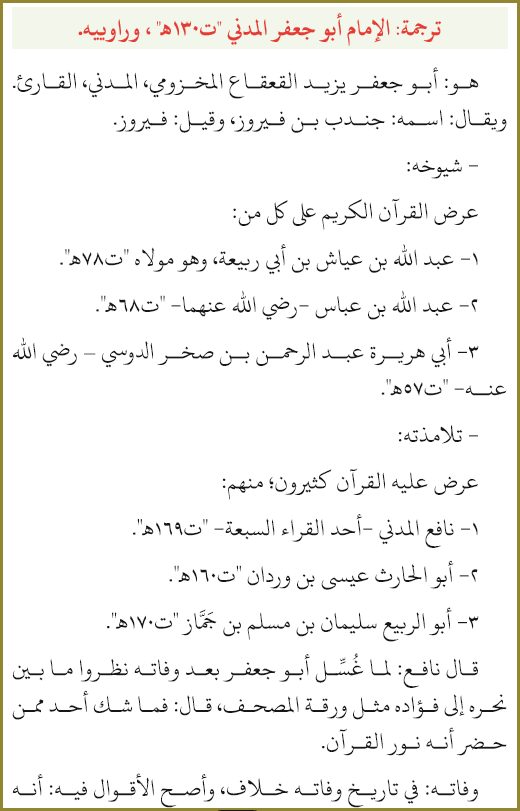 ترجمة: الإمام أبو جعفر المدني "ت١٣٠هـ"، وراوييه.
هو: أبو جعفر يزيد القعقاع المخزومي، المدني، القارئ.
ويقال: اسمه: جندب بن فيروز، وقيل: فيروز.
- شيوخه:
عرض القرآن الكريم على كل من:
١- عبد الله بن عياش بن أبي ربيعة، وهو مولاه "ت٧٨هـ".
٢- عبد الله بن عباس -رضي الله عنهما- "ت٦٨هـ".
٣- أبي هريرة عبد الرحمن بن صخر الدوسي – رضي الله
عنه- "ت٥٧هـ".
- تلامذته:
عرض عليه القرآن كثيرون؛ منهم:
١- نافع المدني -أحد القراء السبعة- "ت١٦٩هـ".
٢- أبو الحارث عيسى بن وردان "ت١٦٠هـ".
٣- أبو الربيع سليمان بن مسلم بن جَمَّاز "ت١٧٠هـ".
قال نافع: لما غُسِّل أبو جعفر بعد وفاته نظروا ما بين
نحره إلى فؤاده مثل ورقة المصحف، قال: فما شك أحد ممن
حضر أنه نور القرآن.
وفاته: في تاريخ وفاته خلاف، وأصح الأقوال فيه: أنه